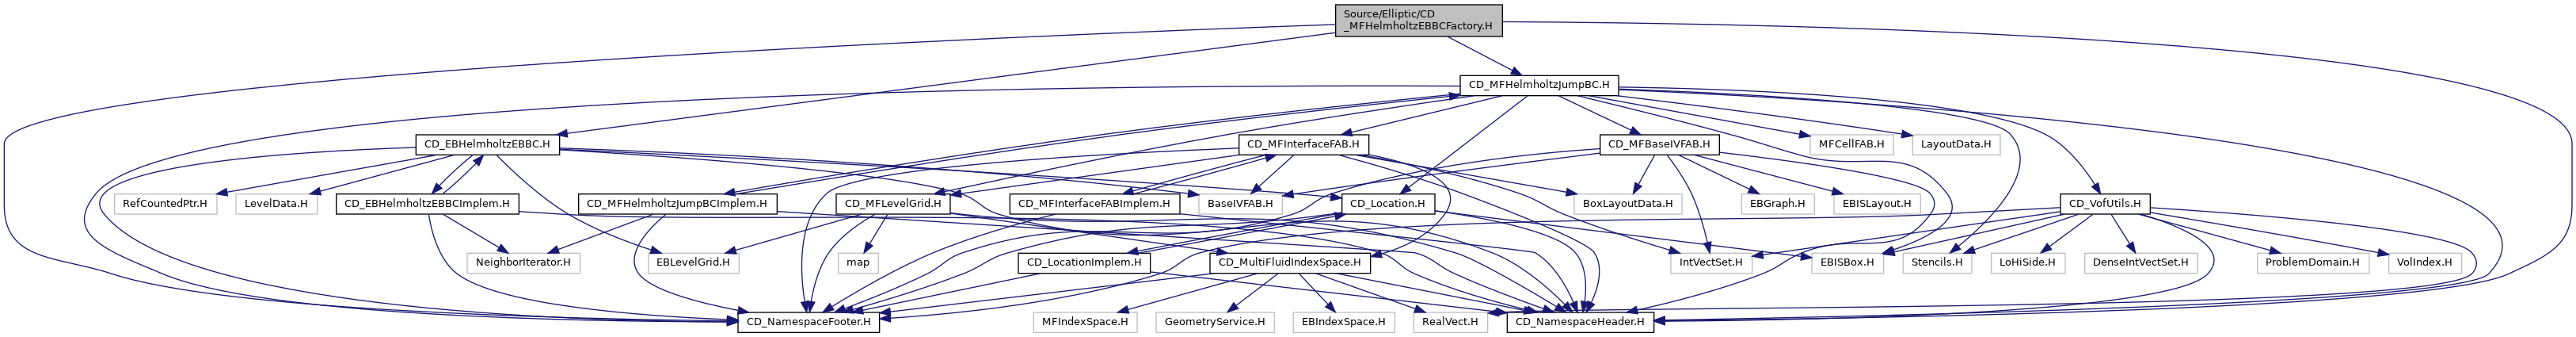 Source/Elliptic/CD
_MFHelmholtzEBBCFactory.H
CD_MFHelmholtzJumpBC.H
CD_EBHelmholtzEBBC.H
CD_MFInterfaceFAB.H
CD_MFBaseIVFAB.H
MFCellFAB.H
LayoutData.H
RefCountedPtr.H
LevelData.H
CD_EBHelmholtzEBBCImplem.H
CD_MFHelmholtzJumpBCImplem.H
CD_MFLevelGrid.H
CD_MFInterfaceFABImplem.H
BaseIVFAB.H
CD_Location.H
BoxLayoutData.H
EBGraph.H
EBISLayout.H
CD_VofUtils.H
NeighborIterator.H
EBLevelGrid.H
map
CD_LocationImplem.H
CD_MultiFluidIndexSpace.H
IntVectSet.H
EBISBox.H
Stencils.H
LoHiSide.H
DenseIntVectSet.H
ProblemDomain.H
VolIndex.H
CD_NamespaceFooter.H
MFIndexSpace.H
GeometryService.H
EBIndexSpace.H
RealVect.H
CD_NamespaceHeader.H